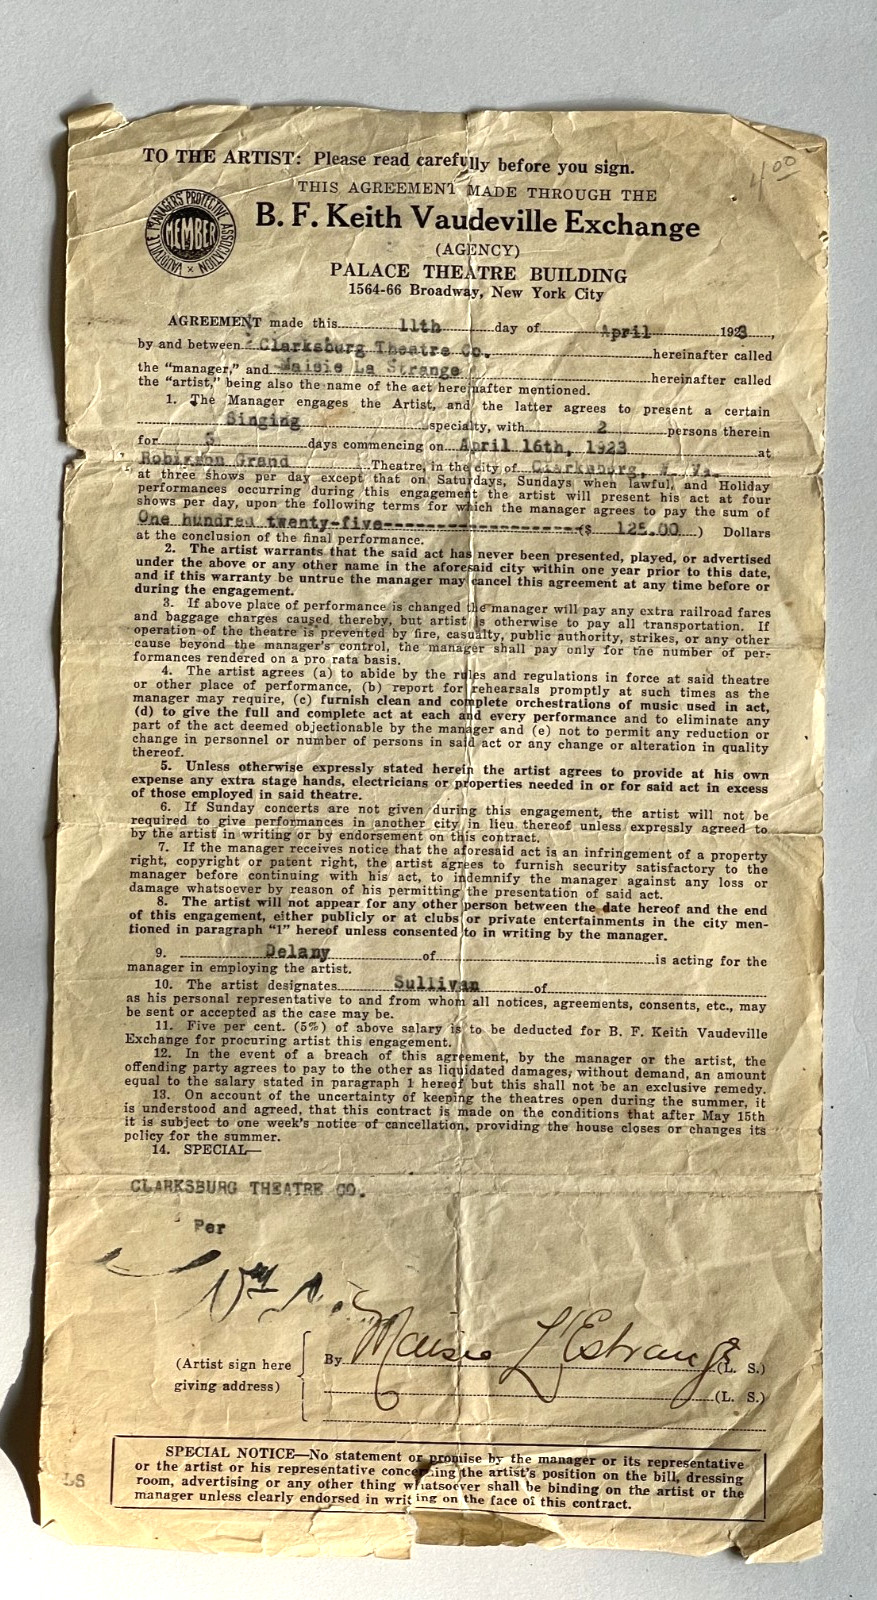 TO THE ARTIST: Please read carefully before you sign.
4.00
THIS AGREEMENT MADE THROUGH THE
B. F. Keith Vaudeville Exchange
(AGENCY)
PALACE THEATRE BUILDING
1564-66 Broadway, New York City
VAUDEVILLE MANAGERS PROTECTIVE ASSOCIATION
MEMBER
AGREEMENT made this 11th day of April 1923,
by and between Clarksburg Theatre Co. hereinafter called
the "manager," and Maisie La Strange hereinafter called
the "artist," being also the name of the act hereinafter mentioned.
1. The Manager engages the Artist, and the latter agrees to present a certain
Singing specialty, with 2 persons therein
for 5 days commencing on April 16th, 1923 at
Robinson Grand Theatre, in the city of Clarksburg, W. Va.
at three shows per day except that on Saturdays, Sundays when lawful, and Holiday
performances occurring during this engagement the artist will present his act at four
shows per day, upon the following terms for which the manager agrees to pay the sum of
One hundred twenty-five---------------------($ 125.00 ) Dollars
at the conclusion of the final performance.
2. The artist warrants that the said act has never been presented, played, or advertised
under the above or any other name in the aforesaid city within one year prior to this date,
and if this warranty be untrue the manager may cancel this agreement at any time before or
during the engagement.
3. If above place of performance is changed the manager will pay any extra railroad fares
and baggage charges caused thereby, but artist is otherwise to pay all transportation. If
operation of the theatre is prevented by fire, casualty, public authority, strikes, or any other
cause beyond the manager's control, the manager shall pay only for the number of per-
formances rendered on a pro rata basis.
4. The artist agrees (a) to abide by the rules and regulations in force at said theatre
or other place of performance, (b) report for rehearsals promptly at such times as the
manager may require, (c) furnish clean and complete orchestrations of music used in act,
(d) to give the full and complete act at each and every performance and to eliminate any
part of the act deemed objectionable by the manager and (e) not to permit any reduction or
change in personnel or number of persons in said act or any change or alteration in quality
thereof.
5. Unless otherwise expressly stated herein the artist agrees to provide at his own
expense any extra stage hands, electricians or properties needed in or for said act in excess
of those employed in said theatre.
6. If Sunday concerts are not given during this engagement, the artist will not be
required to give performances in another city in lieu thereof unless expressly agreed to
by the artist in writing or by endorsement on this contract.
7. If the manager receives notice that the aforesaid act is an infringement of a property
right, copyright or patent right, the artist agrees to furnish security satisfactory to the
manager before continuing with his act, to indemnify the manager against any loss or
damage whatsoever by reason of his permitting the presentation of said act.
8. The artist will not appear for any other person between the date hereof and the end
of this engagement, either publicly or at clubs or private entertainments in the city men-
tioned in paragraph "1" hereof unless consented to in writing by the manager.
9. Delany of is acting for the
manager in employing the artist.
10. The artist designates Sullivan of
as his personal representative to and from whom all notices, agreements, consents, etc., may
be sent or accepted as the case may be.
11. Five per cent. (5%) of above salary is to be deducted for B. F. Keith Vaudeville
Exchange for procuring artist this engagement.
12. In the event of a breach of this agreement, by the manager or the artist, the
offending party agrees to pay to the other as liquidated damages, without demand, an amount
equal to the salary stated in paragraph 1 hereof but this shall not be an exclusive remedy.
13. On account of the uncertainty of keeping the theatres open during the summer, it
is understood and agreed, that this contract is made on the conditions that after May 15th
it is subject to one week's notice of cancellation, providing the house closes or changes its
policy for the summer.
14. SPECIAL—
CLARKSBURG THEATRE CO.
Per
(Artist sign here
giving address)
By Maisie L'Estrange (L. S.)
(L. S.)
LS
SPECIAL NOTICE—No statement or promise by the manager or its representative
or the artist or his representative concerning the artist's position on the bill, dressing
room, advertising or any other thing whatsoever shall be binding on the artist or the
manager unless clearly endorsed in writing on the face of this contract.